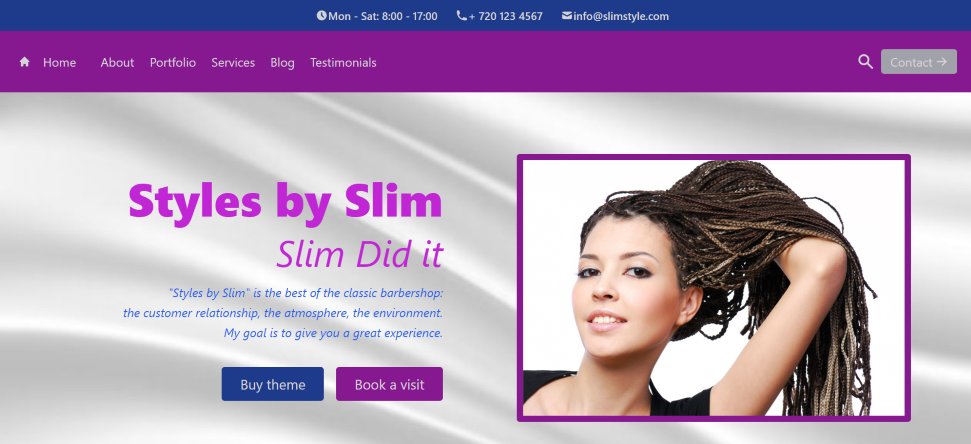 Mon - Sat: 8:00 - 17:00 + 720 123 4567 info@slimstyle.com
Home About Portfolio Services Blog Testimonials Contact →
Styles by Slim
Slim Did it
"Styles by Slim" is the best of the classic barbershop:
the customer relationship, the atmosphere, the environment.
My goal is to give you a great experience.
Buy theme Book a visit